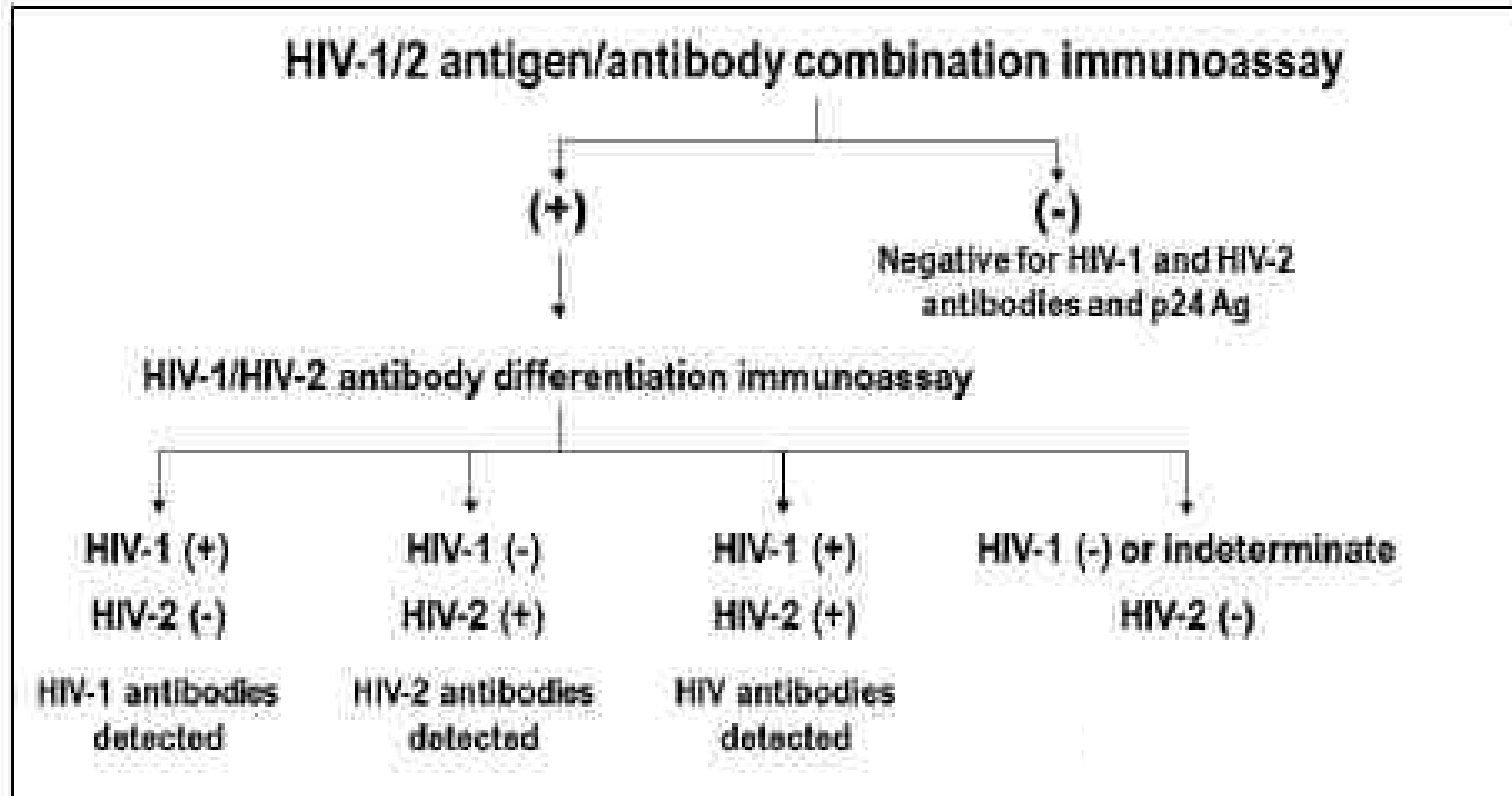 HIV-1/2 antigen/antibody combination immunoassay
(+)
(-)
Negative for HIV-1 and HIV-2
antibodies and p24 Ag
HIV-1/HIV-2 antibody differentiation immunoassay
HIV-1 (+)
HIV-2 (-)
HIV-1 antibodies
detected
HIV-1 (-)
HIV-2 (+)
HIV-2 antibodies
detected
HIV-1 (+)
HIV-2 (+)
HIV antibodies
detected
HIV-1 (-) or indeterminate
HIV-2 (-)